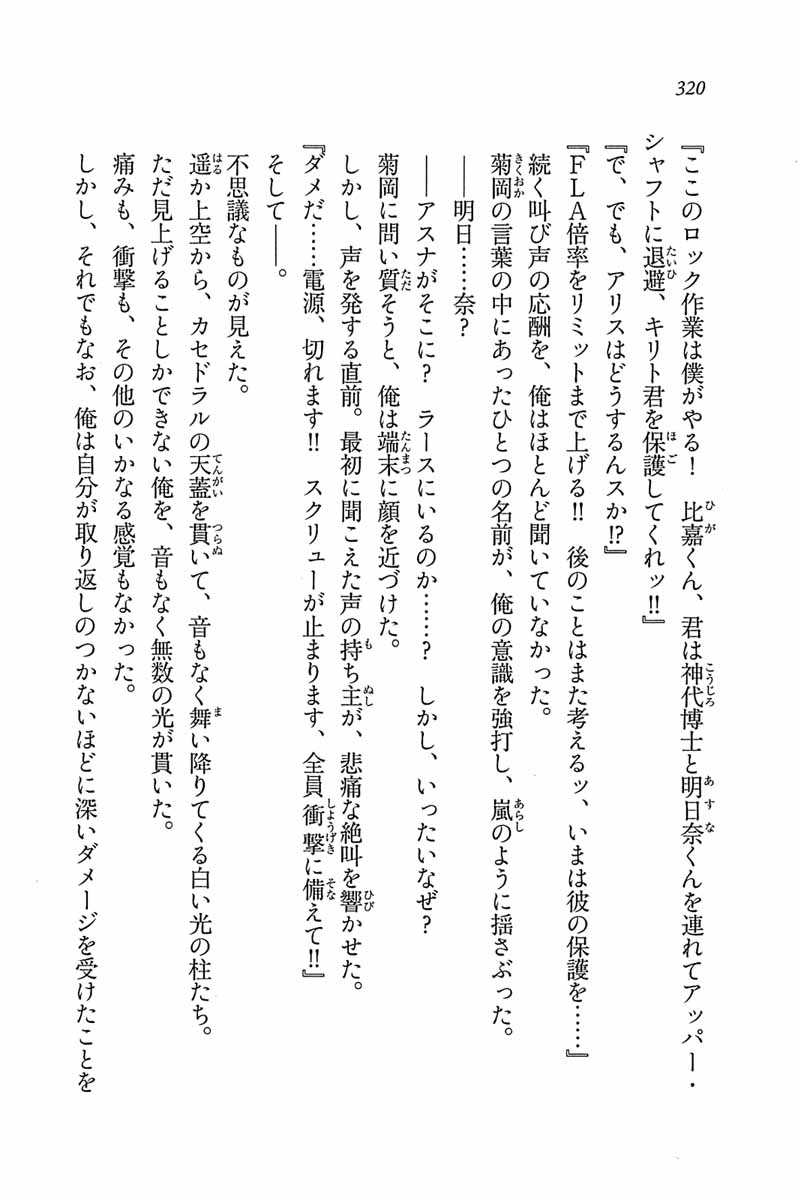 320
『ここのロック作業は僕がやる！　比嘉くん、君は神代博士と明日奈くんを連れてアッパー・
シャフトに退避、キリト君を保護してくれッ!!』
『で、でも、アリスはどうするんスか!?』
『ＦＬＡ倍率をリミットまで上げる!!　後のことはまた考えるッ、いまは彼の保護を……』
続く叫び声の応酬を、俺はほとんど聞いていなかった。
菊岡の言葉の中にあったひとつの名前が、俺の意識を強打し、嵐のように揺さぶった。
――明日……奈？
――アスナがそこに？　ラースにいるのか……？　しかし、いったいなぜ？
菊岡に問い質そうと、俺は端末に顔を近づけた。
しかし、声を発する直前。最初に聞こえた声の持ち主が、悲痛な絶叫を響かせた。
『ダメだ……電源、切れます!!　スクリューが止まります、全員衝撃に備えて!!』
そして――。
不思議なものが見えた。
遥か上空から、カセドラルの天蓋を貫いて、音もなく舞い降りてくる白い光の柱たち。
ただ見上げることしかできない俺を、音もなく無数の光が貫いた。
痛みも、衝撃も、その他のいかなる感覚もなかった。
しかし、それでもなお、俺は自分が取り返しのつかないほどに深いダメージを受けたことを